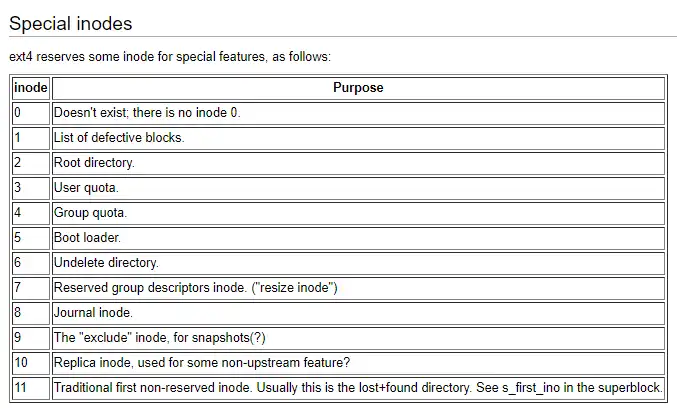 Special inodes
ext4 reserves some inode for special features, as follows:
inode Purpose
0 Doesn't exist; there is no inode 0.
1 List of defective blocks.
2 Root directory.
3 User quota.
4 Group quota.
5 Boot loader.
6 Undelete directory.
7 Reserved group descriptors inode. ("resize inode")
8 Journal inode.
9 The "exclude" inode, for snapshots(?)
10 Replica inode, used for some non-upstream feature?
11 Traditional first non-reserved inode. Usually this is the lost+found directory. See s_first_ino in the superblock.